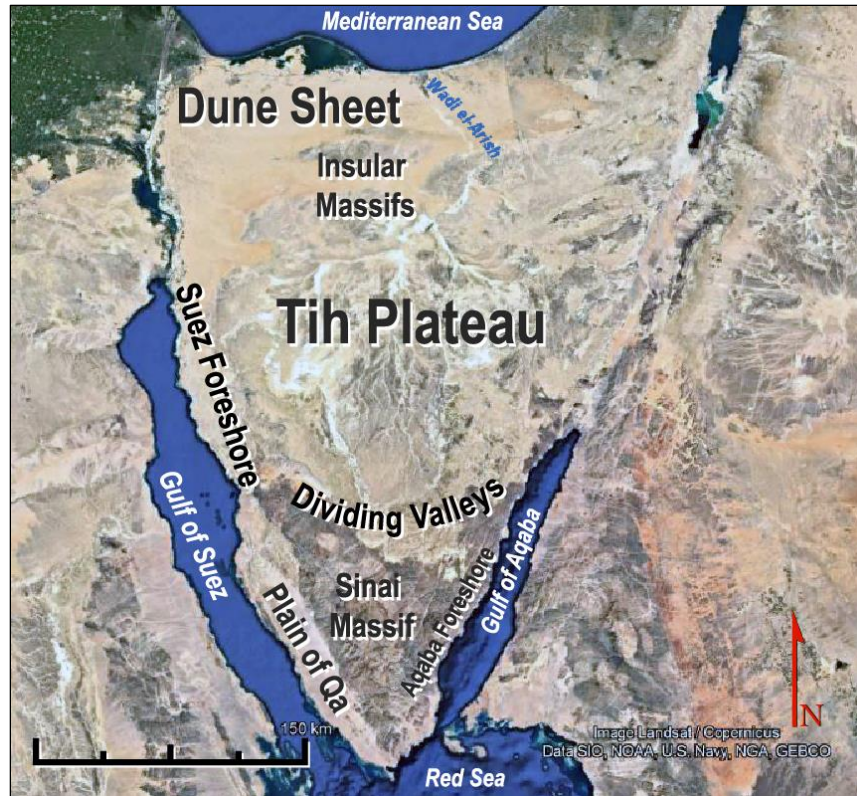 Mediterranean Sea
Dune Sheet
Wadi el-Arish
Insular
Massifs
Tih Plateau
Suez Foreshore
Gulf of Suez
Dividing Valleys
Gulf of Aqaba
Aqaba Foreshore
Sinai
Massif
Plain of Qa
150 km
N
Image Landsat / Copernicus
Data SIO, NOAA, U.S. Navy, NGA, GEBCO
Red Sea